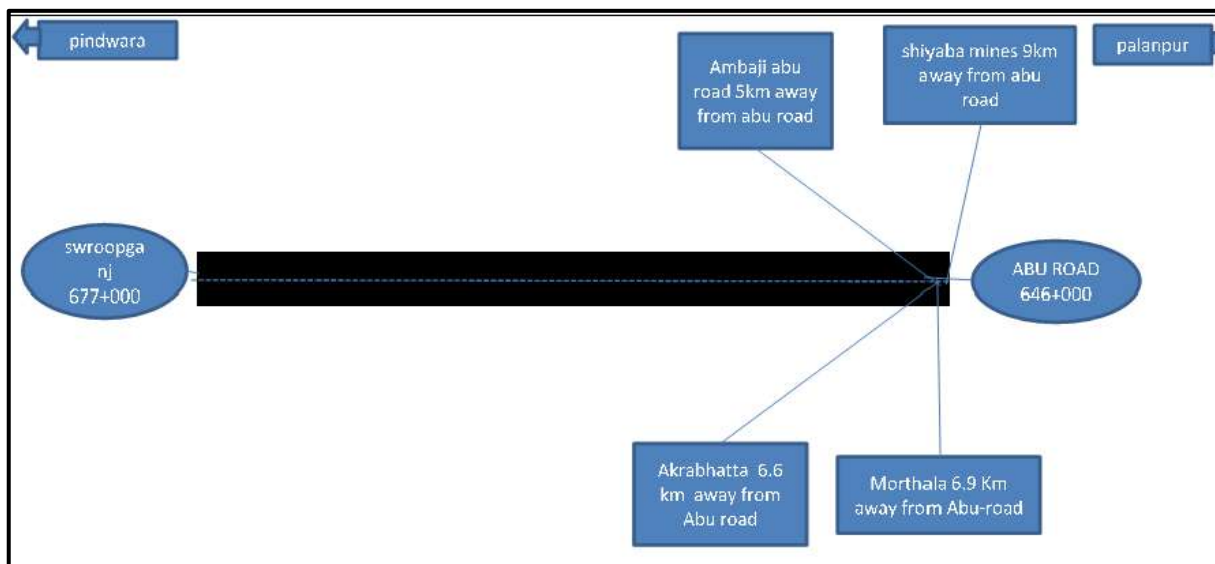 pindwara
palanpur
Ambaji abu
road 5km away
from abu road
shiyaba mines 9km
away from abu
road
swroopga
nj
677+000
ABU ROAD
646+000
Akrabhatta 6.6
km away from
Abu road
Morthala 6.9 Km
away from Abu-road